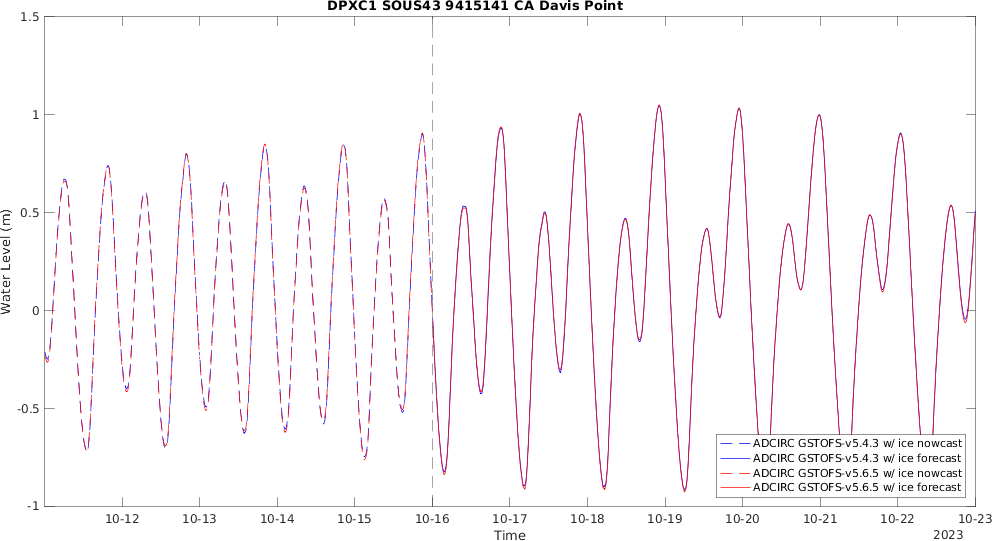 DPXC1 SOUS43 9415141 CA Davis Point
1.5
1
0.5
0
-0.5
-1
Water Level (m)
10-12 10-13 10-14 10-15 10-16 10-17 10-18 10-19 10-20 10-21 10-22 10-23
Time
2023
ADCIRC GSTOFS-v5.4.3 w/ ice nowcast
ADCIRC GSTOFS-v5.4.3 w/ ice forecast
ADCIRC GSTOFS-v5.6.5 w/ ice nowcast
ADCIRC GSTOFS-v5.6.5 w/ ice forecast